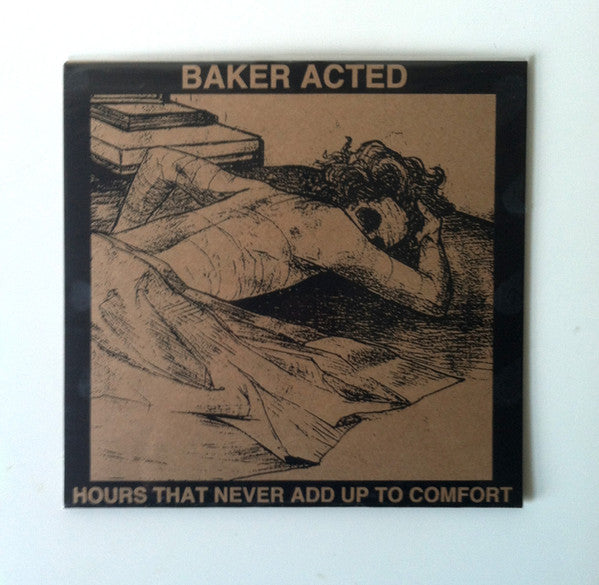 BAKER ACTED
HOURS THAT NEVER ADD UP TO COMFORT